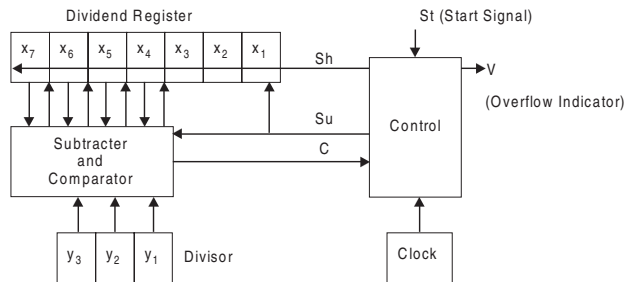 Dividend Register
St (Start Signal)
x7 x6 x5 x4 x3 x2 x1
Sh
V
(Overflow Indicator)
Su
Control
C
Subtracter
and
Comparator
y3 y2 y1
Divisor
Clock